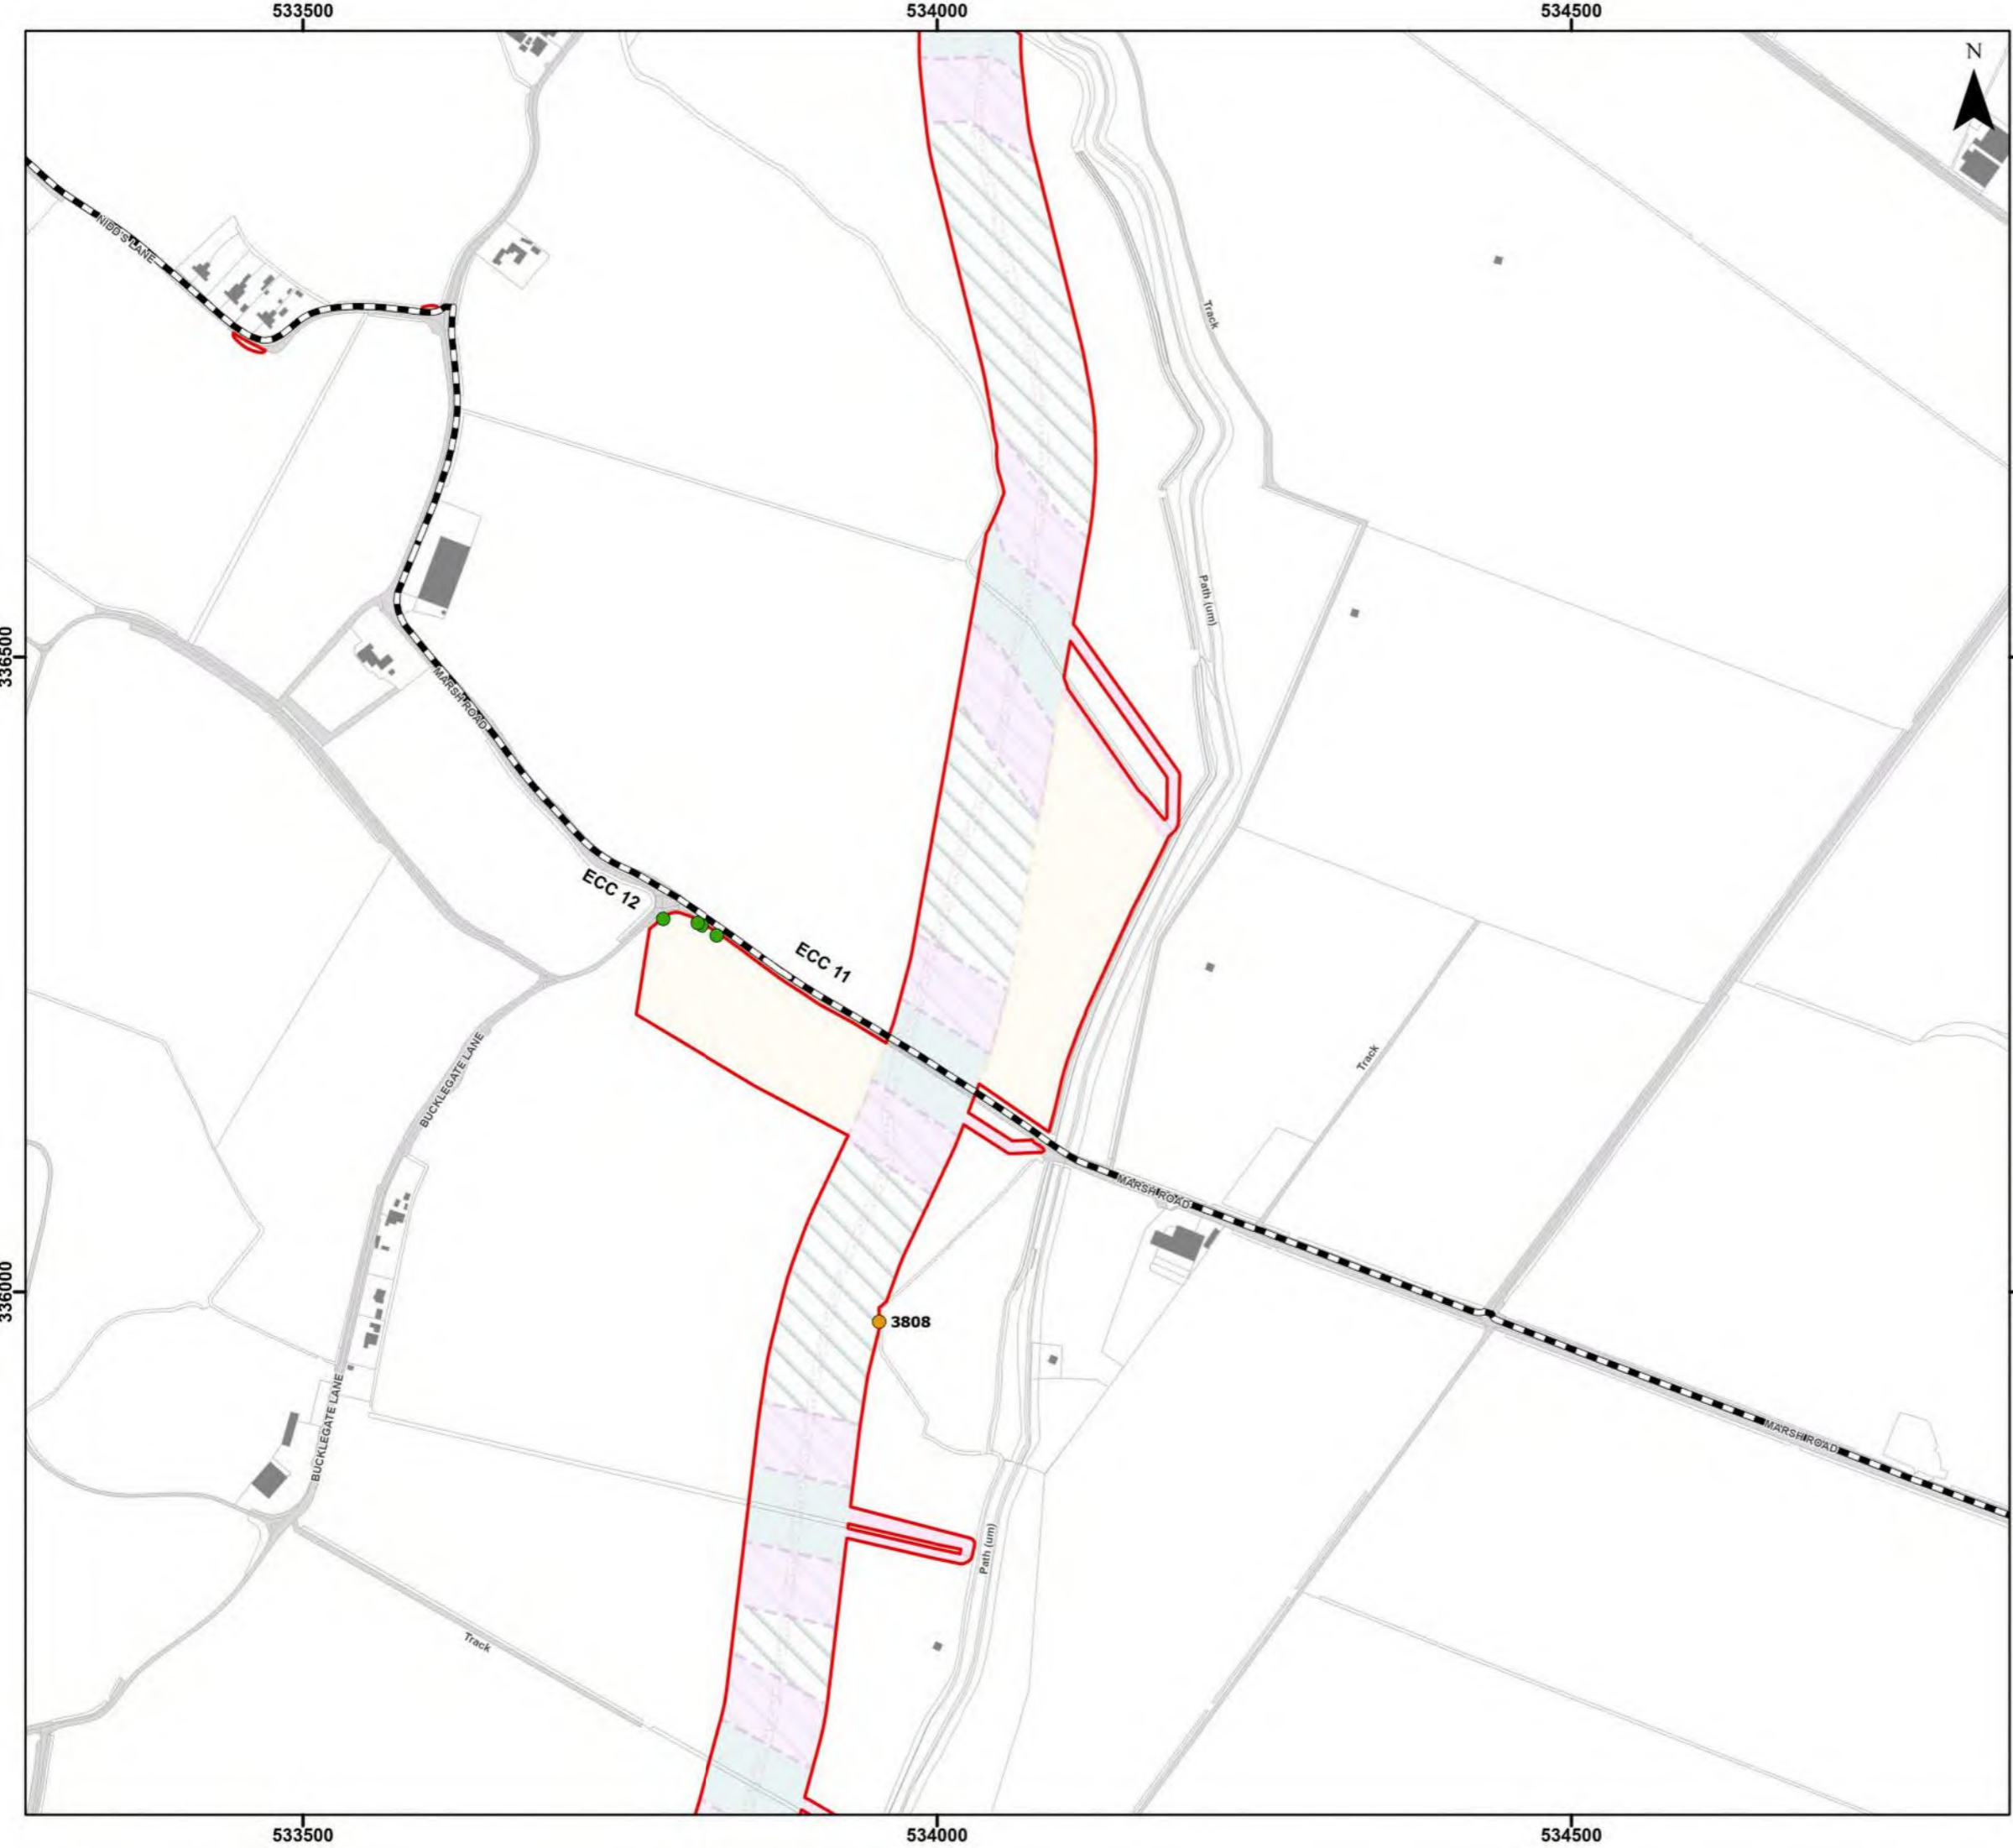 533500
534000
534500
N
NIDD'S LANE
Track
336500
Path (um)
MARSH ROAD
ECC 12
ECC 11
BUCKLEGATE LANE
Track
MARSH ROAD
336000
3808
BUCKLEGATE LANE
MARSH ROAD
Path (um)
Track
533500
534000
534500